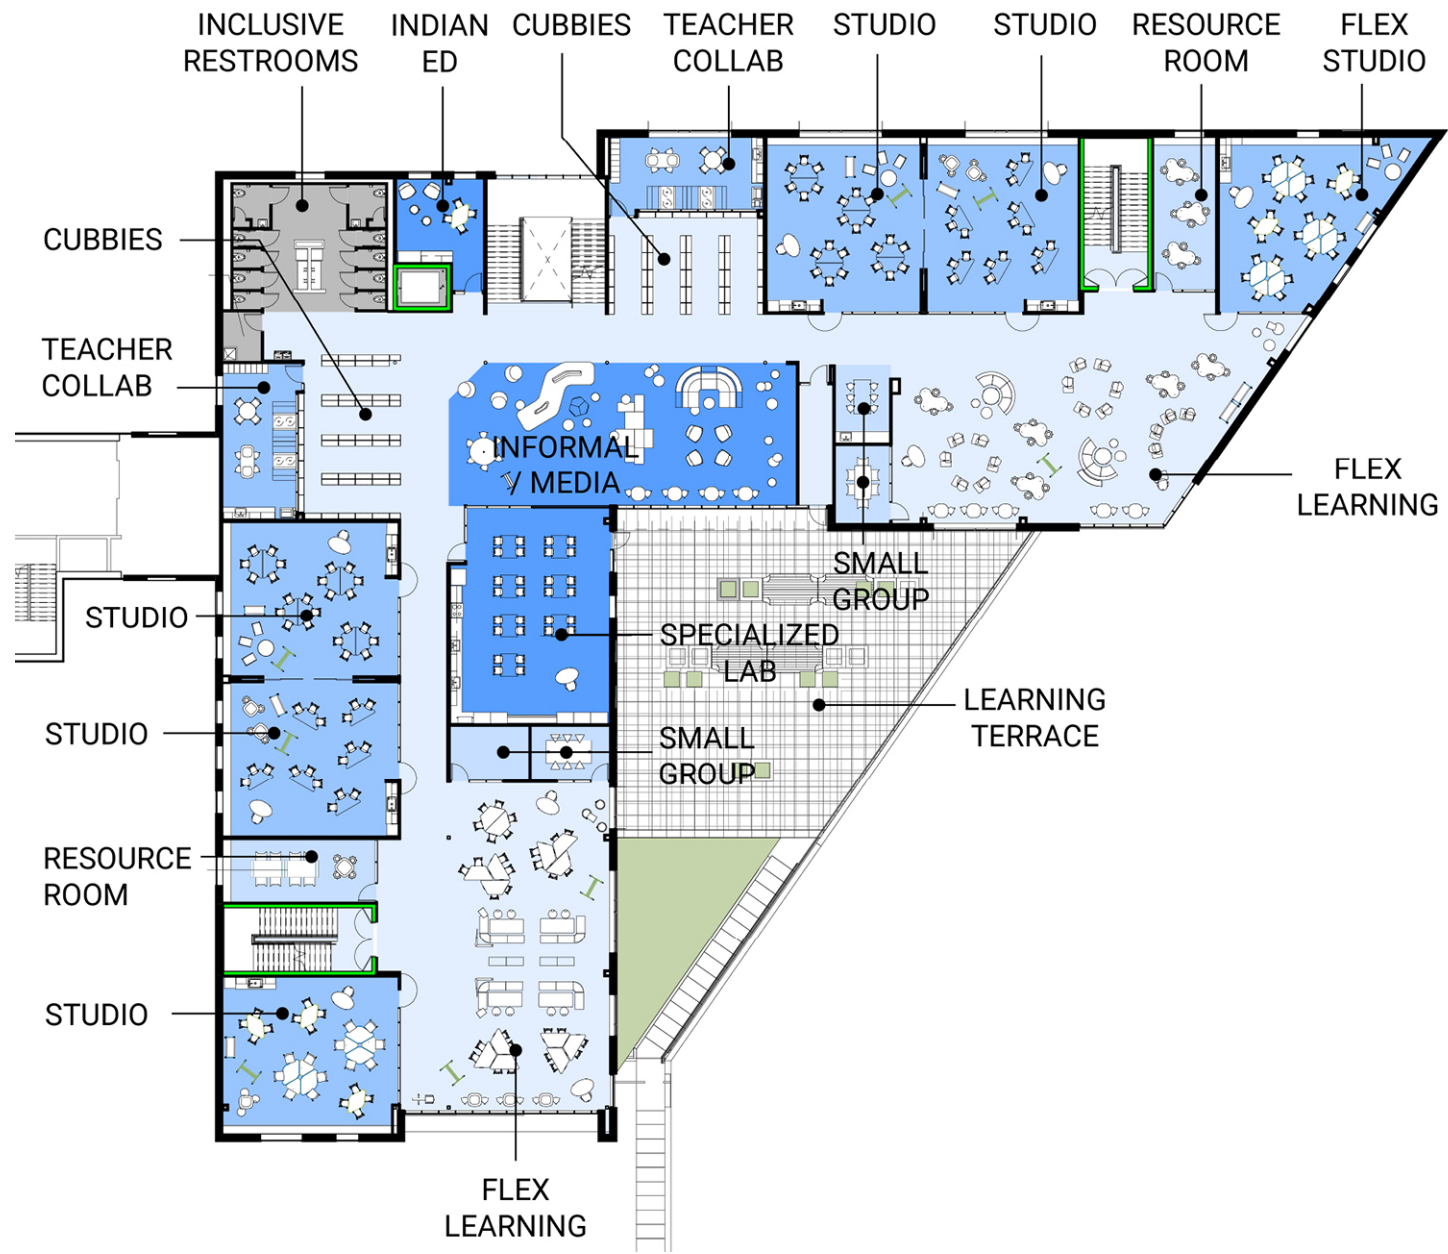 INCLUSIVE
RESTROOMS
INDIAN
ED
CUBBIES
TEACHER
COLLAB
STUDIO
STUDIO
RESOURCE
ROOM
FLEX
STUDIO
CUBBIES
TEACHER
COLLAB
INFORMAL
/ MEDIA
FLEX
LEARNING
SMALL
GROUP
STUDIO
SPECIALIZED
LAB
LEARNING
TERRACE
STUDIO
SMALL
GROUP
RESOURCE
ROOM
STUDIO
FLEX
LEARNING